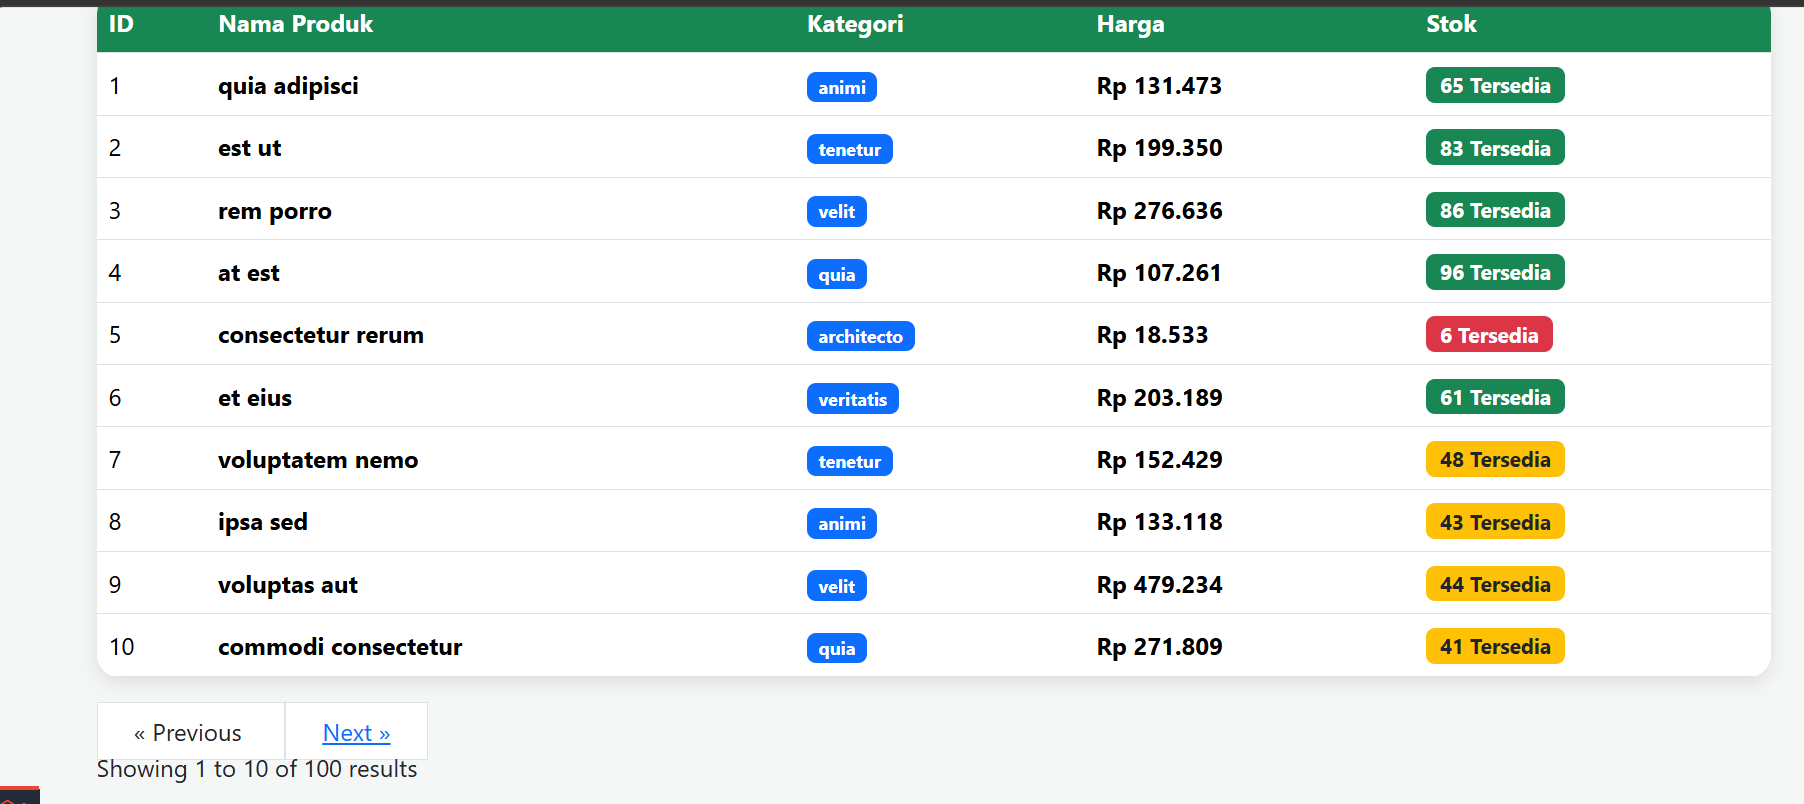 ID Nama Produk Kategori Harga Stok
1 quia adipisci animi Rp 131.473 65 Tersedia
2 est ut tenetur Rp 199.350 83 Tersedia
3 rem porro velit Rp 276.636 86 Tersedia
4 at est quia Rp 107.261 96 Tersedia
5 consectetur rerum architecto Rp 18.533 6 Tersedia
6 et eius veritatis Rp 203.189 61 Tersedia
7 voluptatem nemo tenetur Rp 152.429 48 Tersedia
8 ipsa sed animi Rp 133.118 43 Tersedia
9 voluptas aut velit Rp 479.234 44 Tersedia
10 commodi consectetur quia Rp 271.809 41 Tersedia
« Previous Next »
Showing 1 to 10 of 100 results